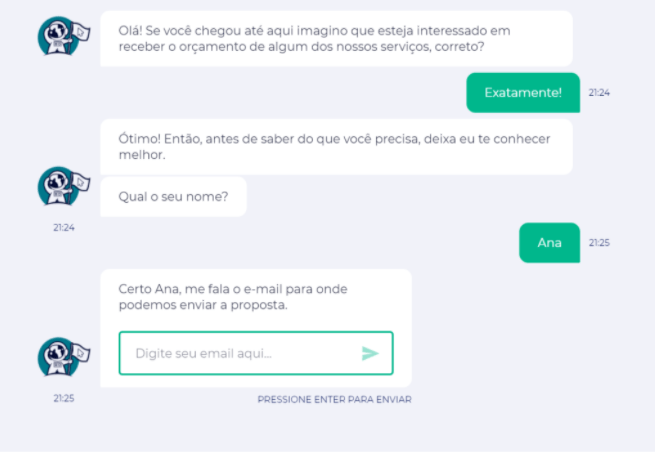 Olá! Se você chegou até aqui imagino que esteja interessado em
receber o orçamento de algum dos nossos serviços, correto?
Exatamente!
21:24
Ótimo! Então, antes de saber do que você precisa, deixa eu te conhecer
melhor.
Qual o seu nome?
21:24
Ana
21:25
Certo Ana, me fala o e-mail para onde
podemos enviar a proposta.
Digite seu email aqui...
21:25
PRESSIONE ENTER PARA ENVIAR